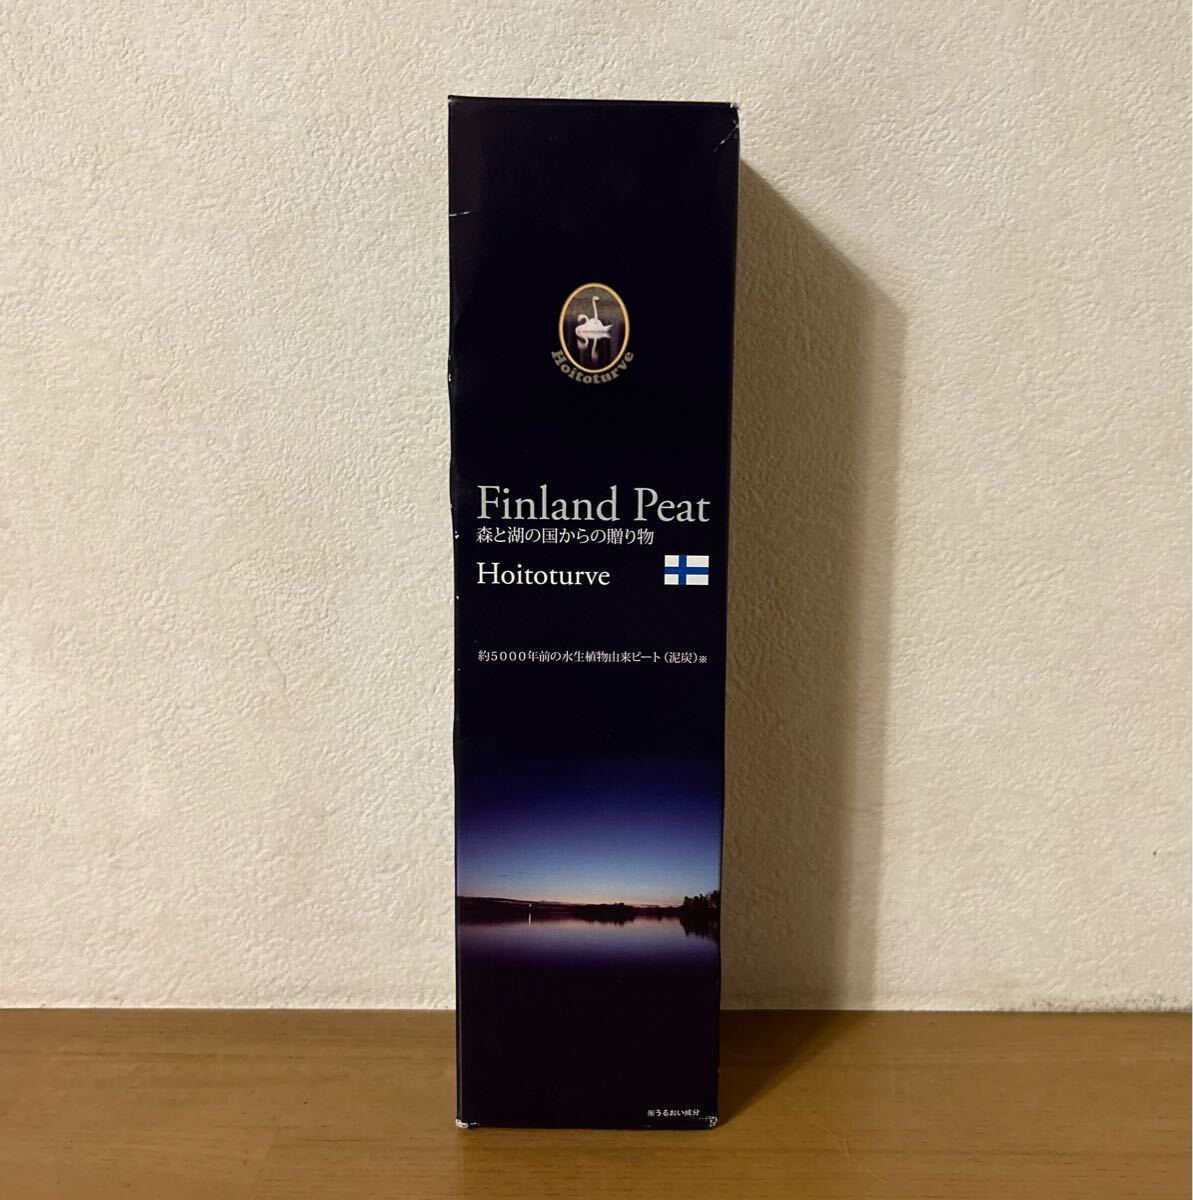 Hoitoturve
Finland Peat
森と湖の国からの贈り物
Hoitoturve
約5000年前の水生植物由来ピート(泥炭)※
※うるおい成分